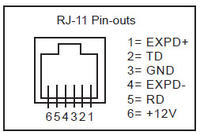 RJ-11 Pin-outs
1= EXPD+
2= TD
3= GND
4= EXPD-
5= RD
6= +12V
654321